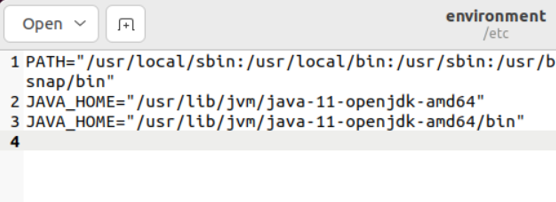 Open
environment
/etc
1 PATH="/usr/local/sbin:/usr/local/bin:/usr/sbin:/usr/b
snap/bin"
2 JAVA_HOME="/usr/lib/jvm/java-11-openjdk-amd64"
3 JAVA_HOME="/usr/lib/jvm/java-11-openjdk-amd64/bin"
4